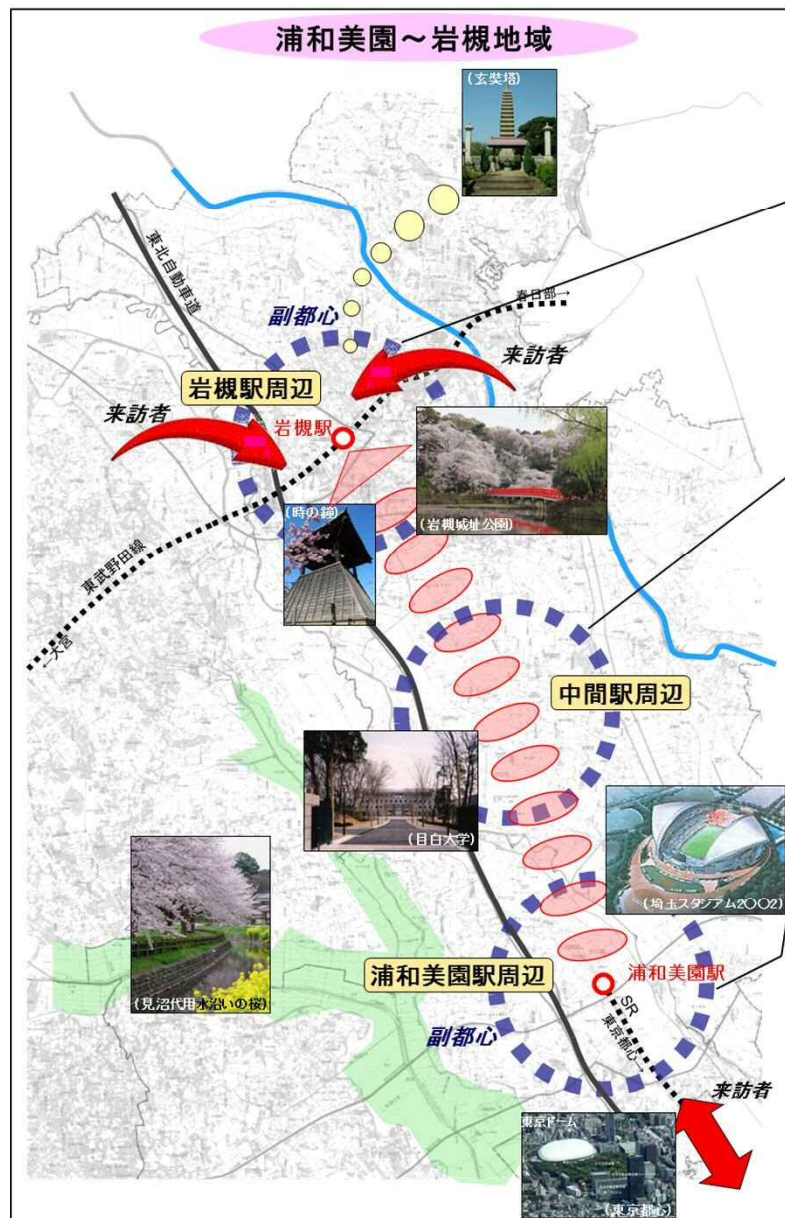 浦和美園～岩槻地域
(玄奘塔)
東北自動車道
春日部→
副都心
来訪者
岩槻駅周辺
来訪者
岩槻駅
(時の鐘)
(岩槻城址公園)
東武野田線
←大宮
中間駅周辺
(目白大学)
(埼玉スタジアム2〇〇2)
(見沼代用水沿いの桜)
浦和美園駅周辺
浦和美園駅
SR
東京都心→
副都心
来訪者
東京ドーム
(東京都心)